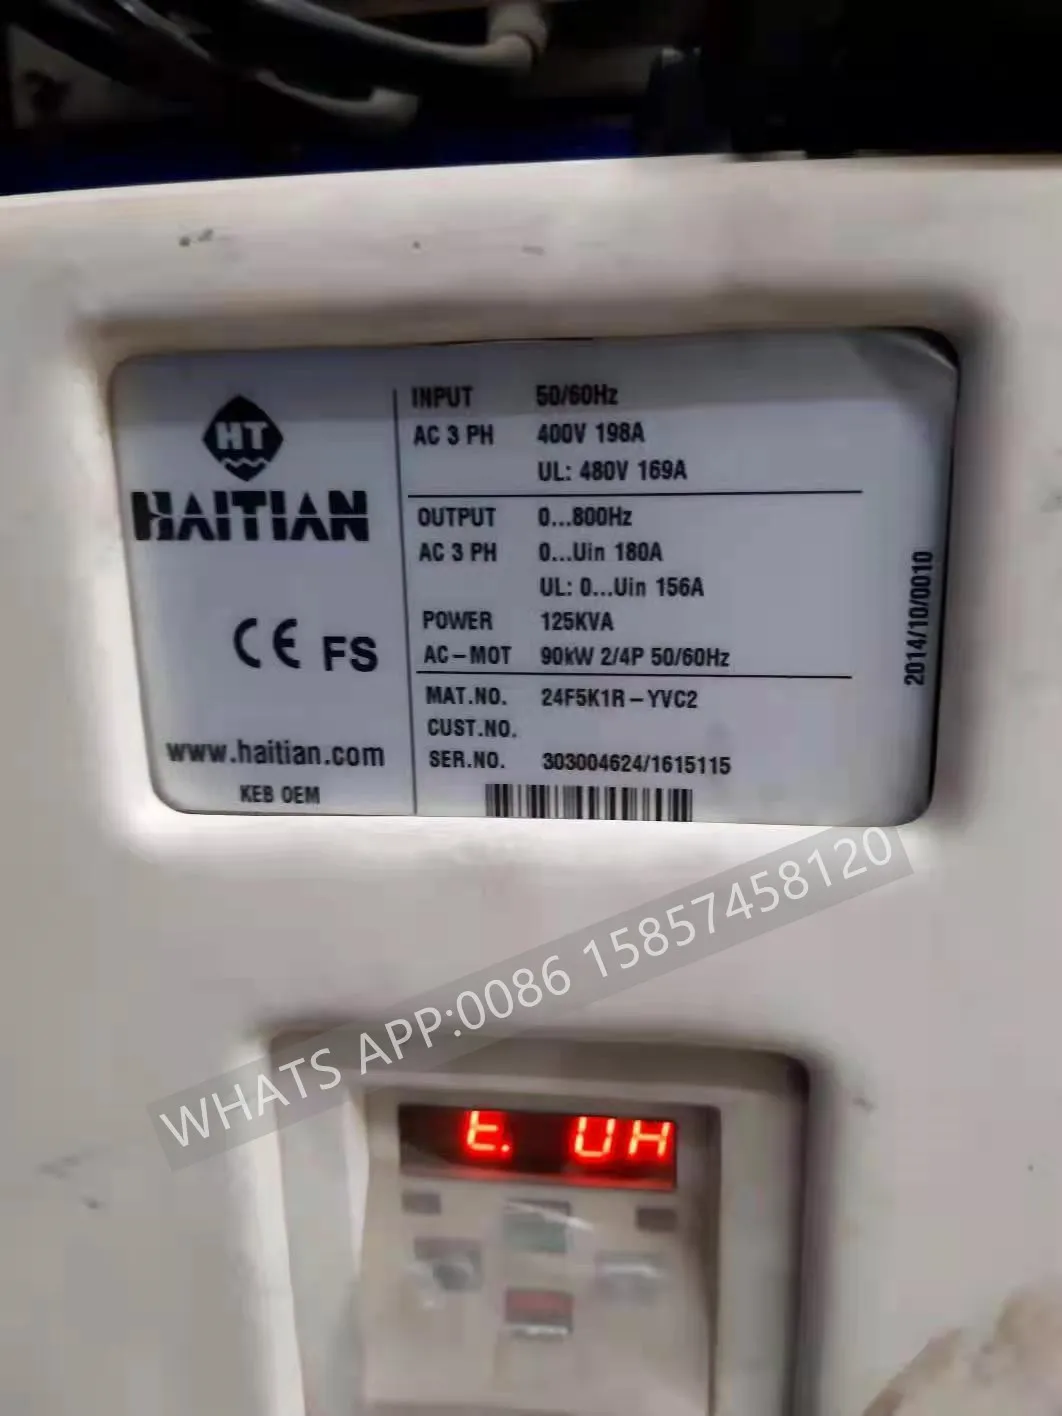 HT
HAITIAN
CE FS
www.haitian.com
KEB OEM
INPUT 50/60Hz
AC 3 PH 400V 198A
UL: 480V 169A
OUTPUT 0...800Hz
AC 3 PH 0...Uin 180A
UL: 0...Uin 156A
POWER 125KVA
AC-MOT 90kW 2/4P 50/60Hz
MAT.NO. 24F5K1R-YVC2
CUST.NO.
SER.NO. 303004624/1615115
2014/10/0010
WHATS APP:0086 15857458120
E. UH